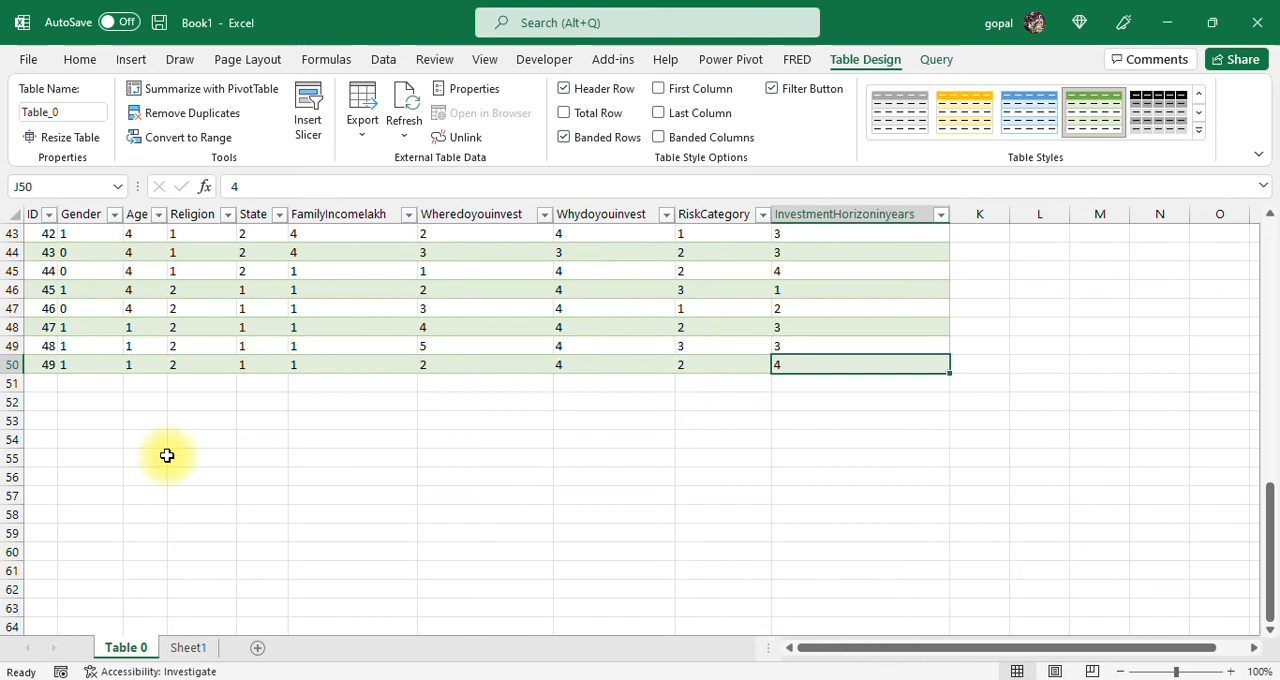 AutoSave Off Book1 - Excel Search (Alt+Q) gopal
File Home Insert Draw Page Layout Formulas Data Review View Developer Add-ins Help Power Pivot FRED Table Design Query Comments Share
Table Name:
Table_0
Resize Table
Properties
Summarize with PivotTable
Remove Duplicates
Convert to Range
Tools
Insert
Slicer
Export
Refresh
Properties
Open in Browser
Unlink
External Table Data
Header Row First Column Filter Button
Total Row Last Column
Banded Rows Banded Columns
Table Style Options
Table Styles
J50 fx 4
ID Gender Age Religion State FamilyIncomelakh Wheredoyouinvest Whydoyouinvest RiskCategory InvestmentHorizoninyears K L M N O
43 42 1 4 1 2 4 2 4 1 3
44 43 0 4 1 2 4 3 3 2 3
45 44 0 4 1 2 1 1 4 2 4
46 45 1 4 2 1 1 2 4 3 1
47 46 0 4 2 1 1 3 4 1 2
48 47 1 1 2 1 1 4 4 2 3
49 48 1 1 2 1 1 5 4 3 3
50 49 1 1 2 1 1 2 4 2 4
51
52
53
54
55
56
57
58
59
60
61
62
63
64
Table 0 Sheet1
Ready Accessibility: Investigate 100%